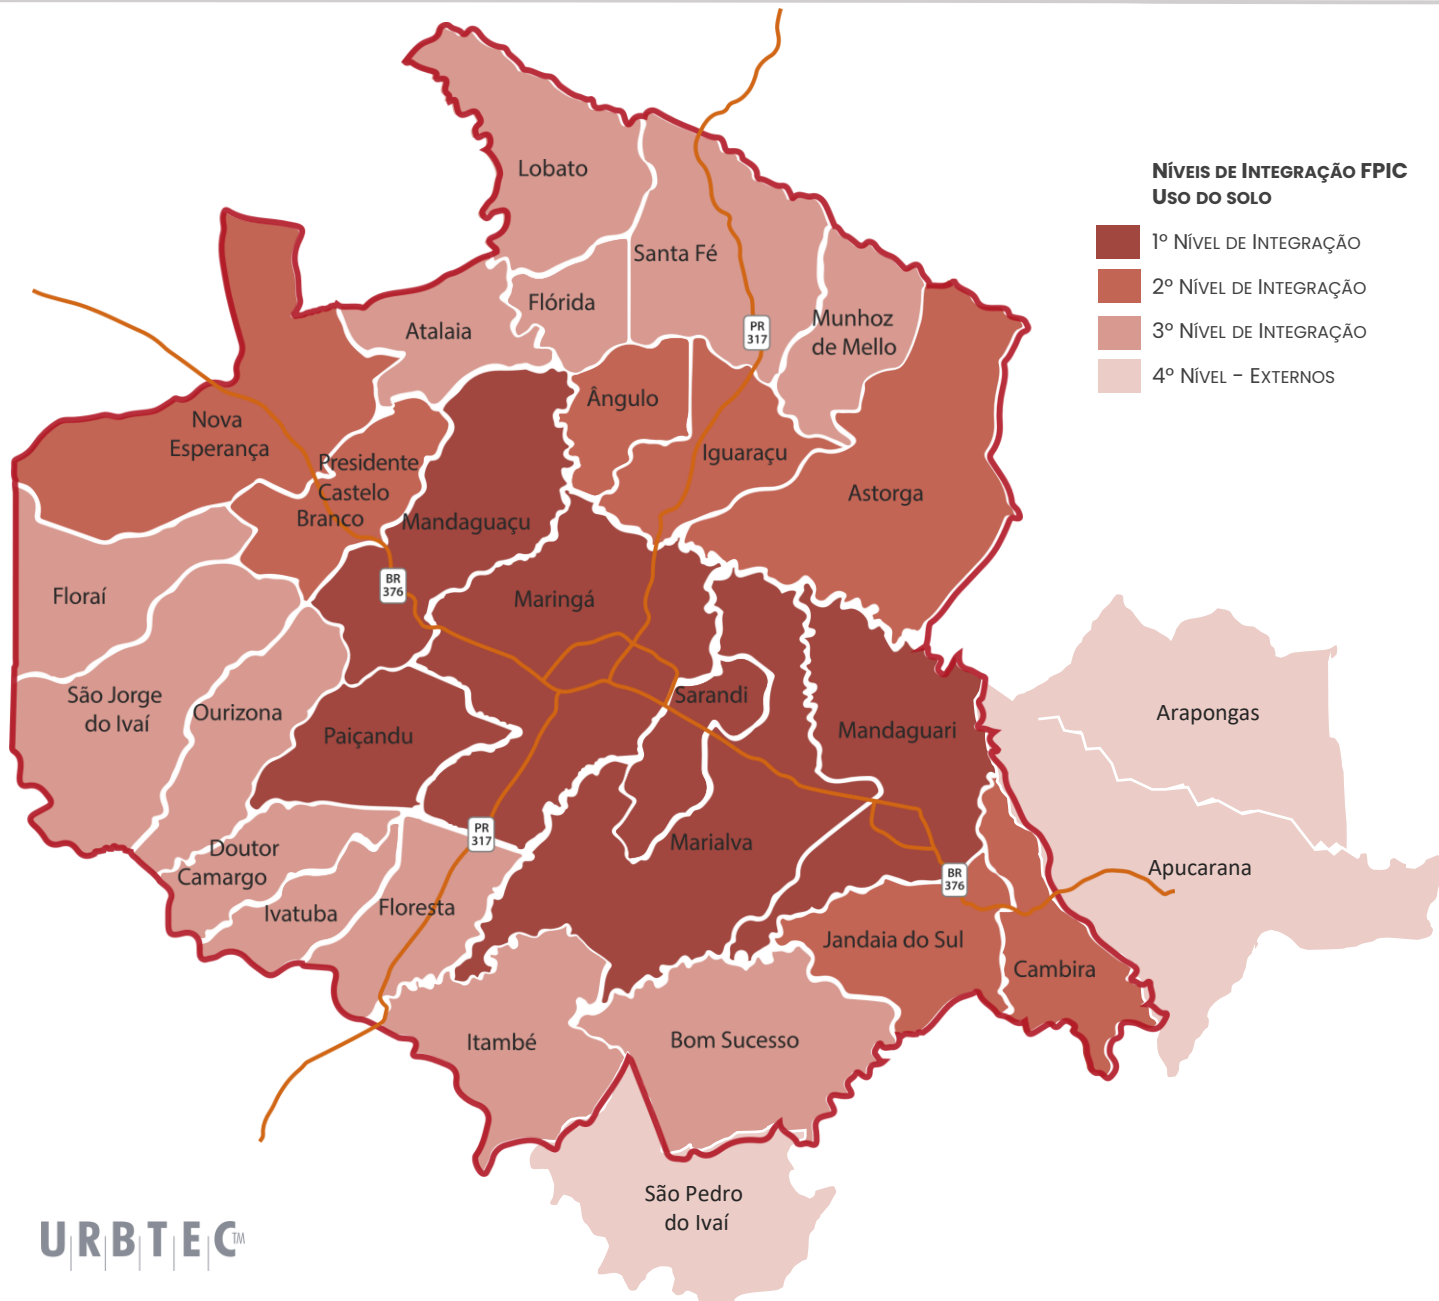 Lobato
NÍVEIS DE INTEGRAÇÃO FPIC
USO DO SOLO
1º NÍVEL DE INTEGRAÇÃO
2º NÍVEL DE INTEGRAÇÃO
3º NÍVEL DE INTEGRAÇÃO
4º NÍVEL - EXTERNOS
Santa Fé
Flórida
Atalaia
PR
317
Munhoz
de Mello
Ângulo
Nova
Esperança
Iguaraçu
Presidente
Castelo
Branco
Mandaguaçu
Astorga
BR
376
Floraí
Maringá
São Jorge
do Ivaí
Ourizona
Sarandi
Paiçandu
Mandaguari
Arapongas
PR
317
Marialva
Doutor
Camargo
Apucarana
BR
376
Ivatuba
Floresta
Jandaia do Sul
Cambira
Itambé
Bom Sucesso
São Pedro
do Ivaí
URBTEC™